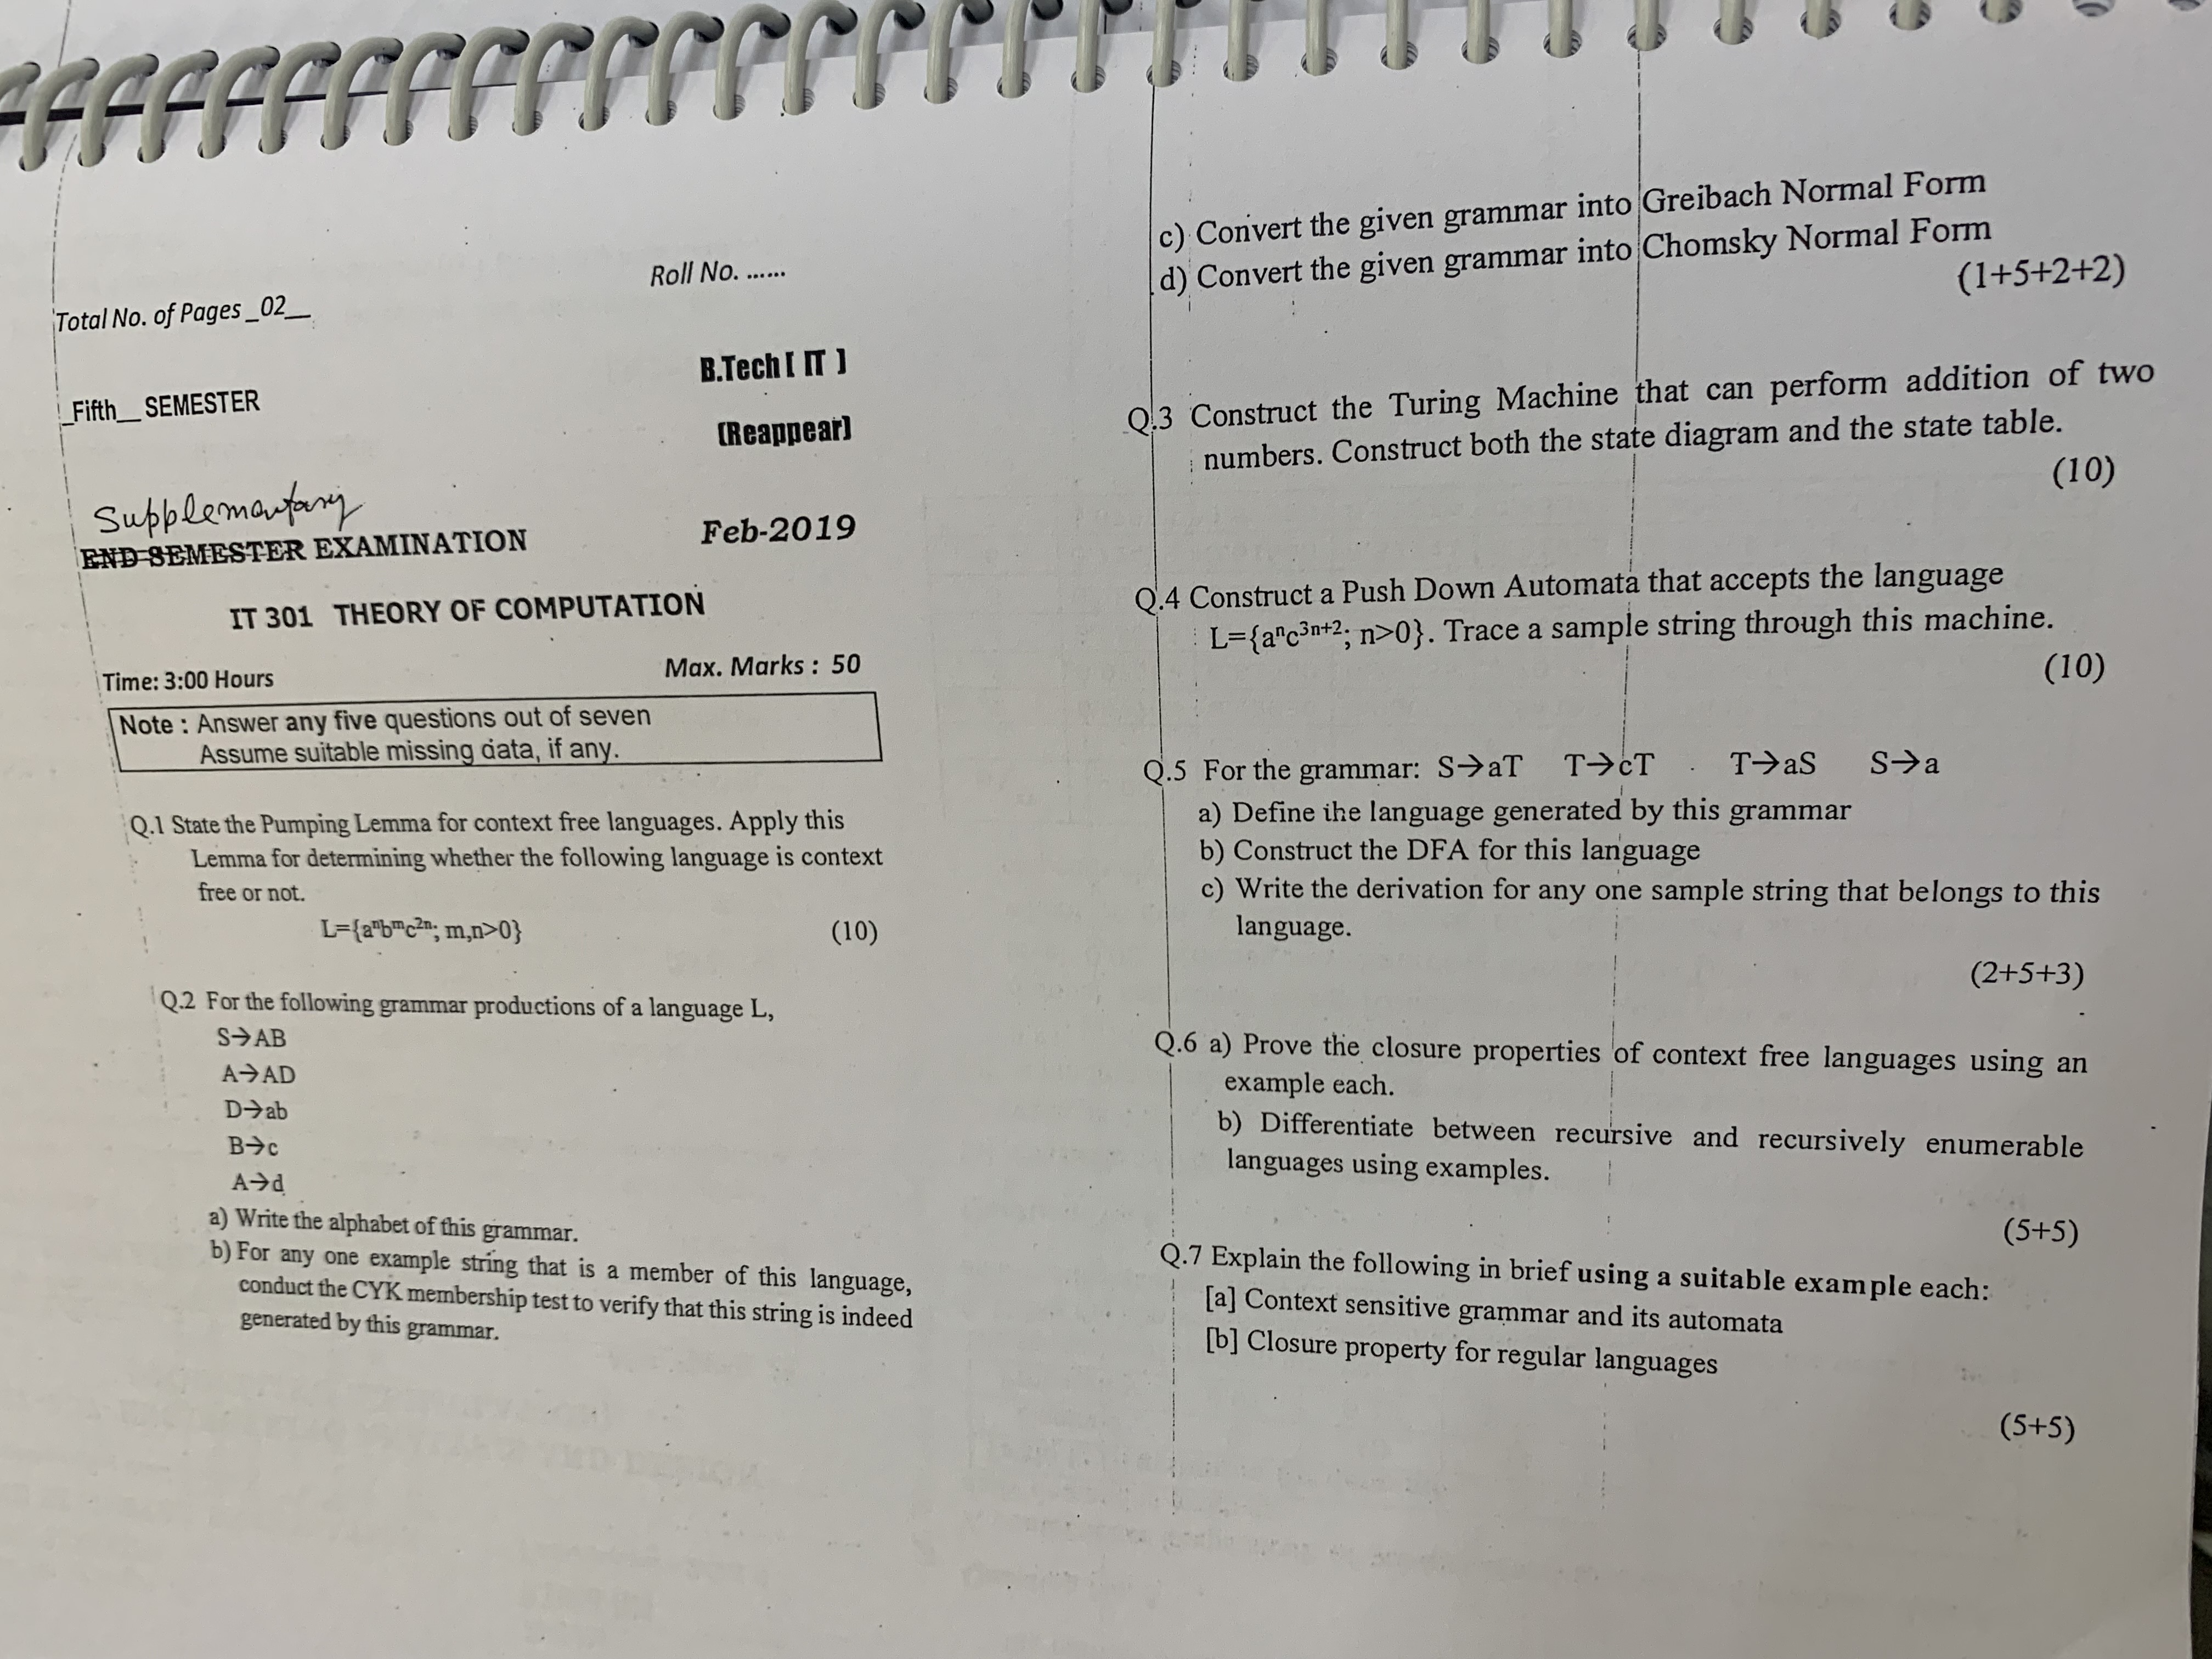 Roll No. ......
Total No. of Pages _02__
B.Tech [ IT ]
_Fifth__ SEMESTER
(Reappear)
Supplementary
END SEMESTER EXAMINATION Feb-2019
IT 301 THEORY OF COMPUTATION
Time: 3:00 Hours Max. Marks : 50
Note : Answer any five questions out of seven
Assume suitable missing data, if any.
Q.1 State the Pumping Lemma for context free languages. Apply this
Lemma for determining whether the following language is context
free or not.
L={aⁿbᵐc²ⁿ; m,n>0} (10)
Q.2 For the following grammar productions of a language L,
S→AB
A→AD
D→ab
B→c
A→d
a) Write the alphabet of this grammar.
b) For any one example string that is a member of this language,
conduct the CYK membership test to verify that this string is indeed
generated by this grammar.
c) Convert the given grammar into Greibach Normal Form
d) Convert the given grammar into Chomsky Normal Form
(1+5+2+2)
Q.3 Construct the Turing Machine that can perform addition of two
numbers. Construct both the state diagram and the state table.
(10)
Q.4 Construct a Push Down Automata that accepts the language
L={aⁿc³ⁿ⁺²; n>0}. Trace a sample string through this machine.
(10)
Q.5 For the grammar: S→aT T→cT T→aS S→a
a) Define the language generated by this grammar
b) Construct the DFA for this language
c) Write the derivation for any one sample string that belongs to this
language.
(2+5+3)
Q.6 a) Prove the closure properties of context free languages using an
example each.
b) Differentiate between recursive and recursively enumerable
languages using examples.
(5+5)
Q.7 Explain the following in brief using a suitable example each:
[a] Context sensitive grammar and its automata
[b] Closure property for regular languages
(5+5)